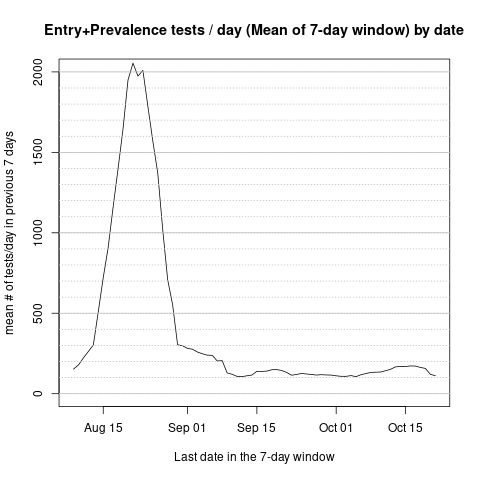 Entry+Prevalence tests / day (Mean of 7-day window) by date
mean # of tests/day in previous 7 days
2000
1500
1000
500
0
Aug 15 Sep 01 Sep 15 Oct 01 Oct 15
Last date in the 7-day window